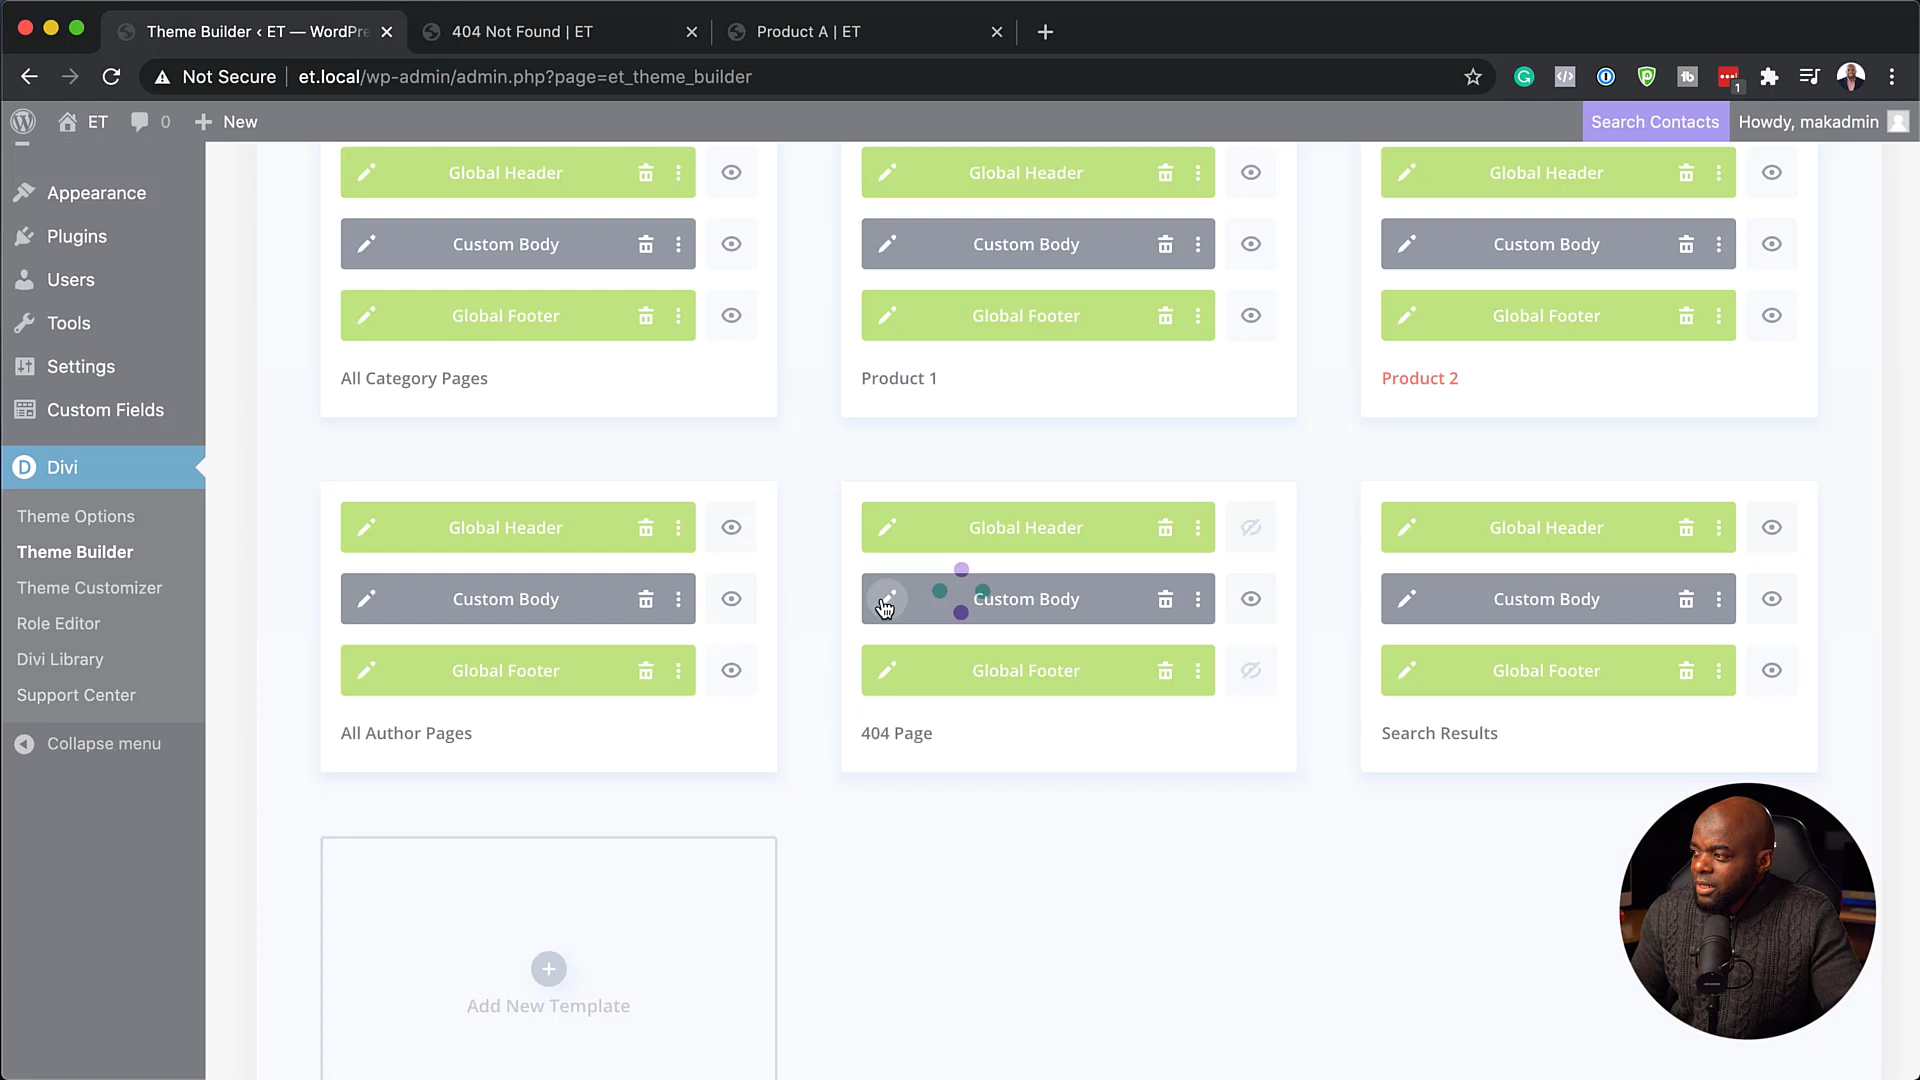 Theme Builder ‹ ET — WordPre
404 Not Found | ET
Product A | ET
Not Secure
et.local/wp-admin/admin.php?page=et_theme_builder
1
ET
0
New
Search Contacts
Howdy, makadmin
Appearance
Plugins
Users
Tools
Settings
Custom Fields
D
Divi
Theme Options
Theme Builder
Theme Customizer
Role Editor
Divi Library
Support Center
Collapse menu
Global Header
Custom Body
Global Footer
All Category Pages
Global Header
Custom Body
Global Footer
Product 1
Global Header
Custom Body
Global Footer
Product 2
Global Header
Custom Body
Global Footer
All Author Pages
Global Header
Custom Body
Global Footer
404 Page
Global Header
Custom Body
Global Footer
Search Results
Add New Template